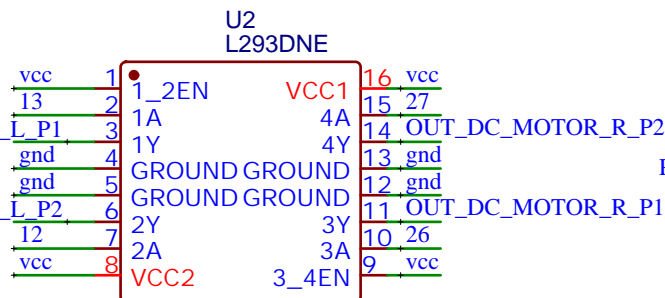 U2
L293DNE
vcc 1 1_2EN VCC1 16 vcc
13 2 1A 4A 15 27
_L_P1 3 1Y 4Y 14 OUT_DC_MOTOR_R_P2
gnd 4 GROUND GROUND 13 gnd
gnd 5 GROUND GROUND 12 gnd
_L_P2 6 2Y 3Y 11 OUT_DC_MOTOR_R_P1
12 7 2A 3A 10 26
vcc 8 VCC2 3_4EN 9 vcc